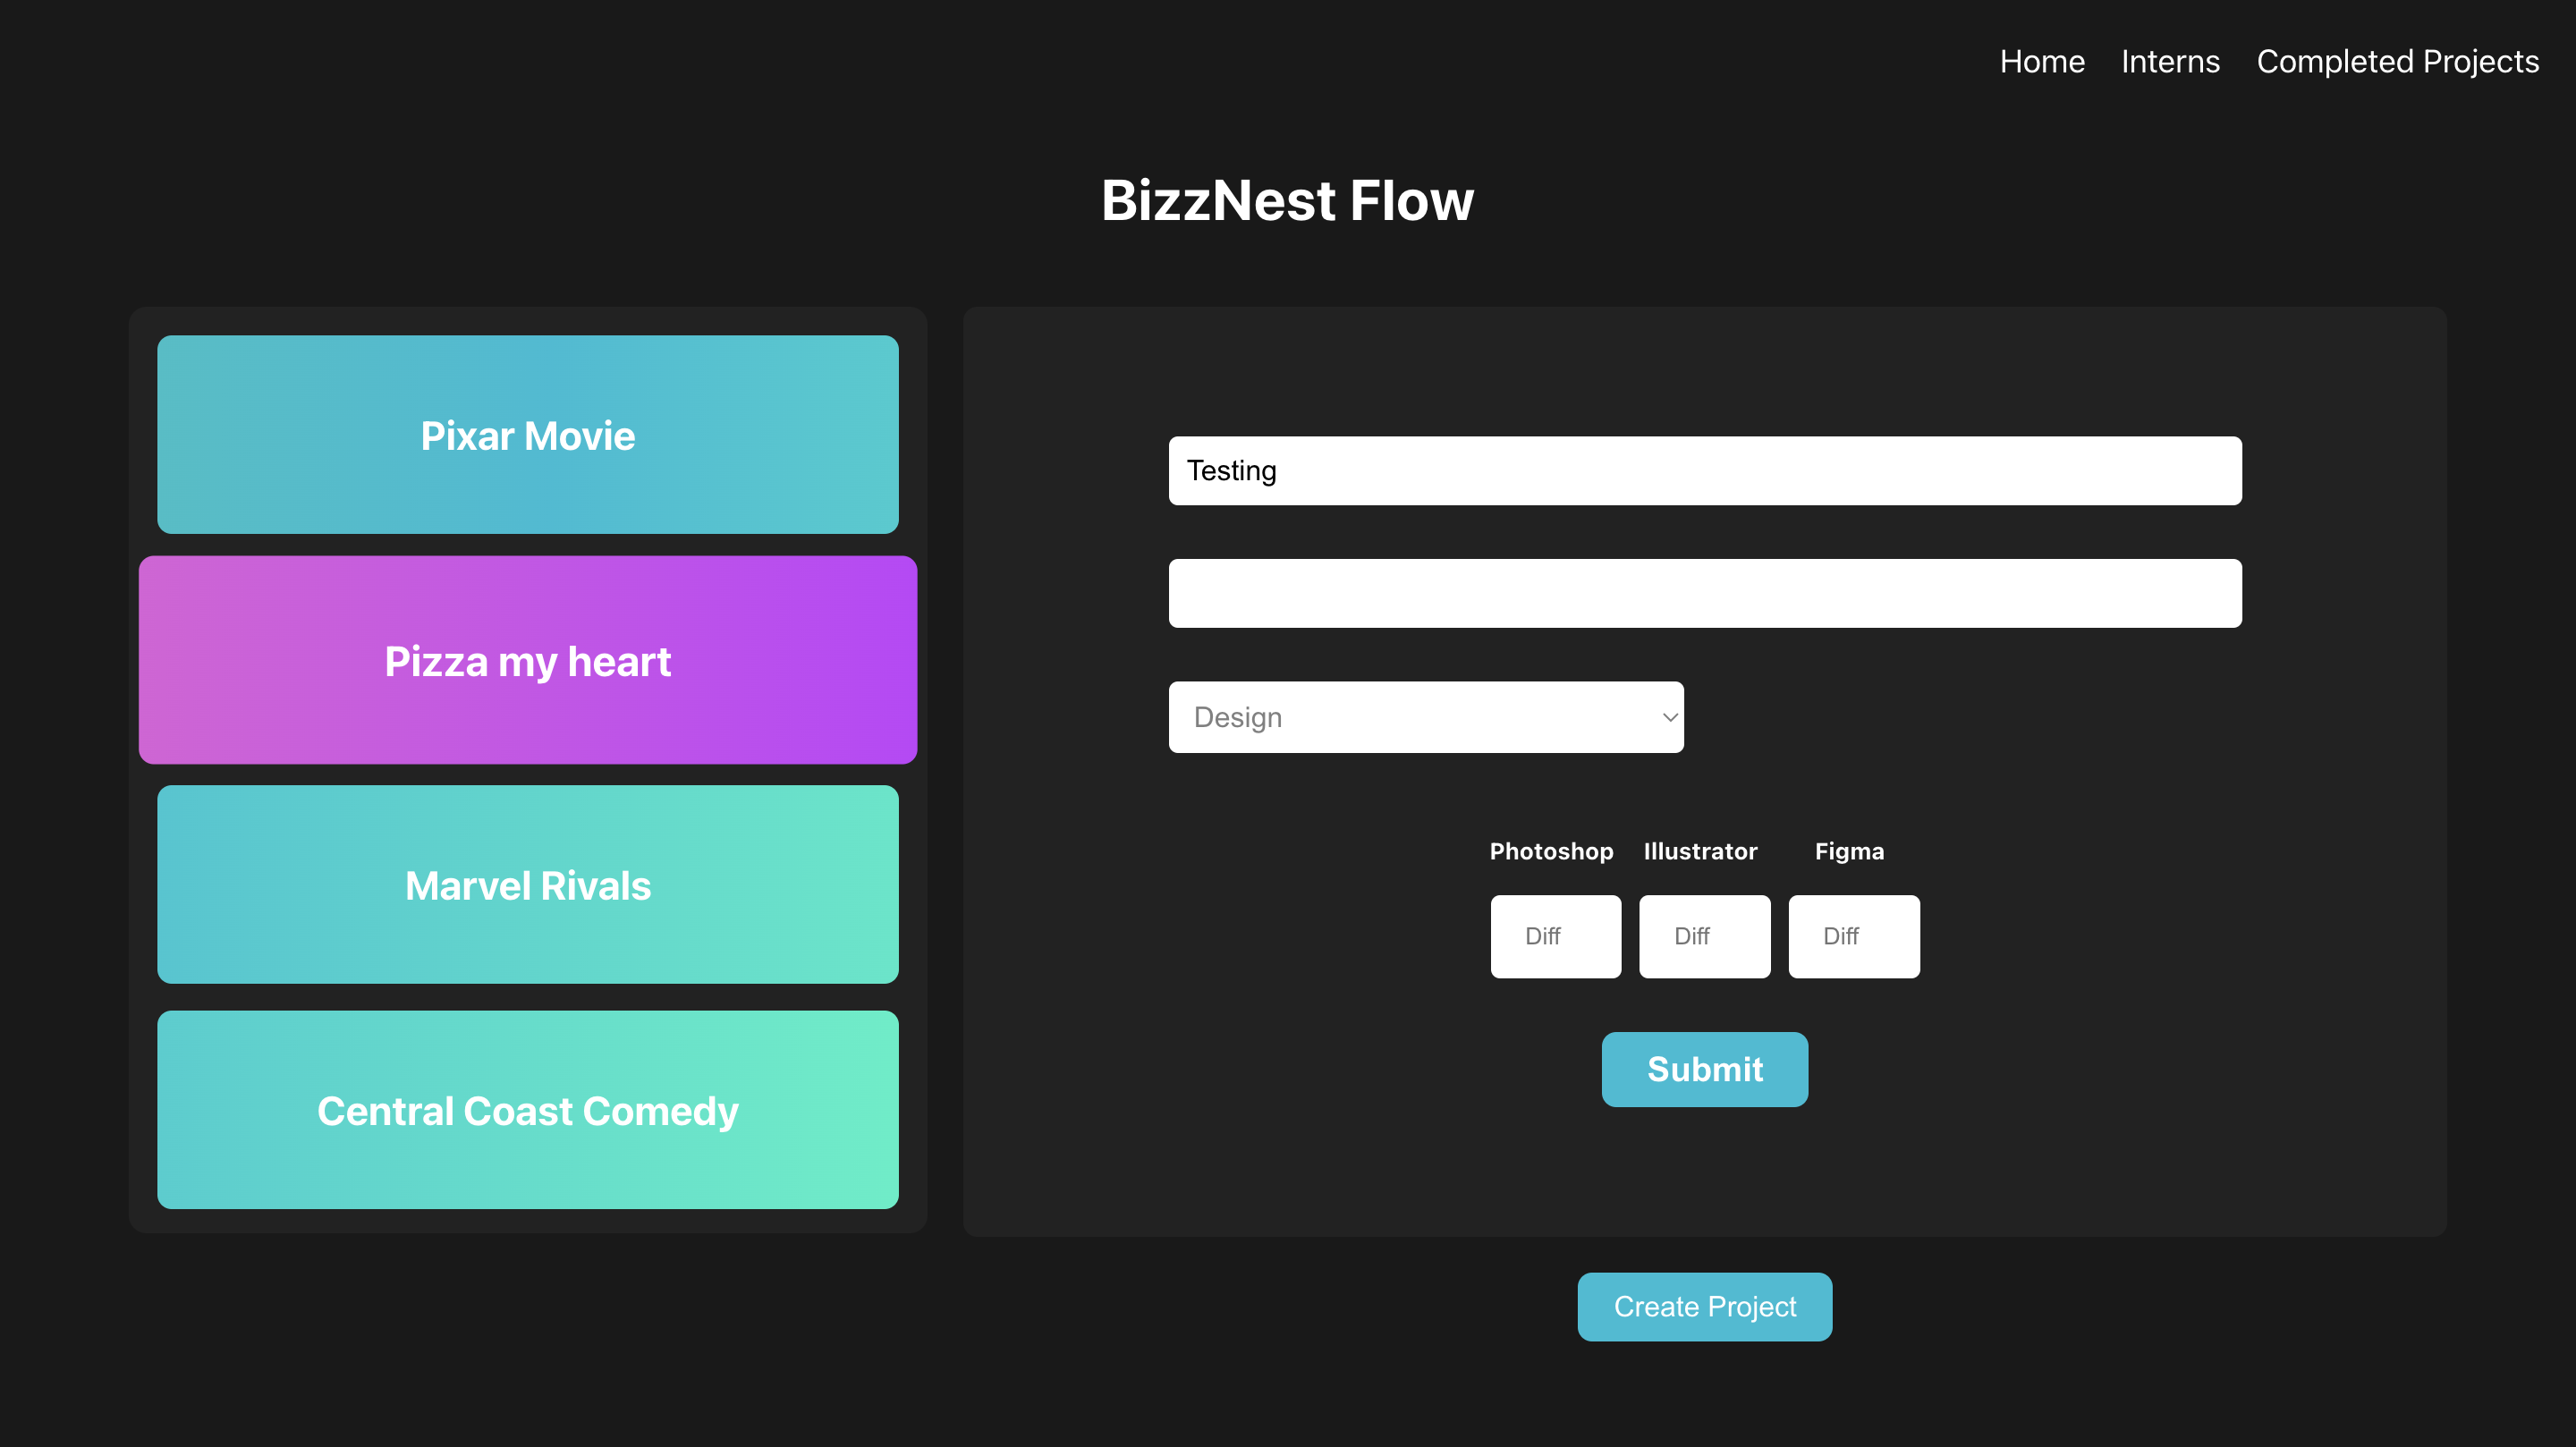 Home Interns Completed Projects
BizzNest Flow
Pixar Movie
Pizza my heart
Marvel Rivals
Central Coast Comedy
Testing
Design
Photoshop Illustrator Figma
Diff Diff Diff
Submit
Create Project